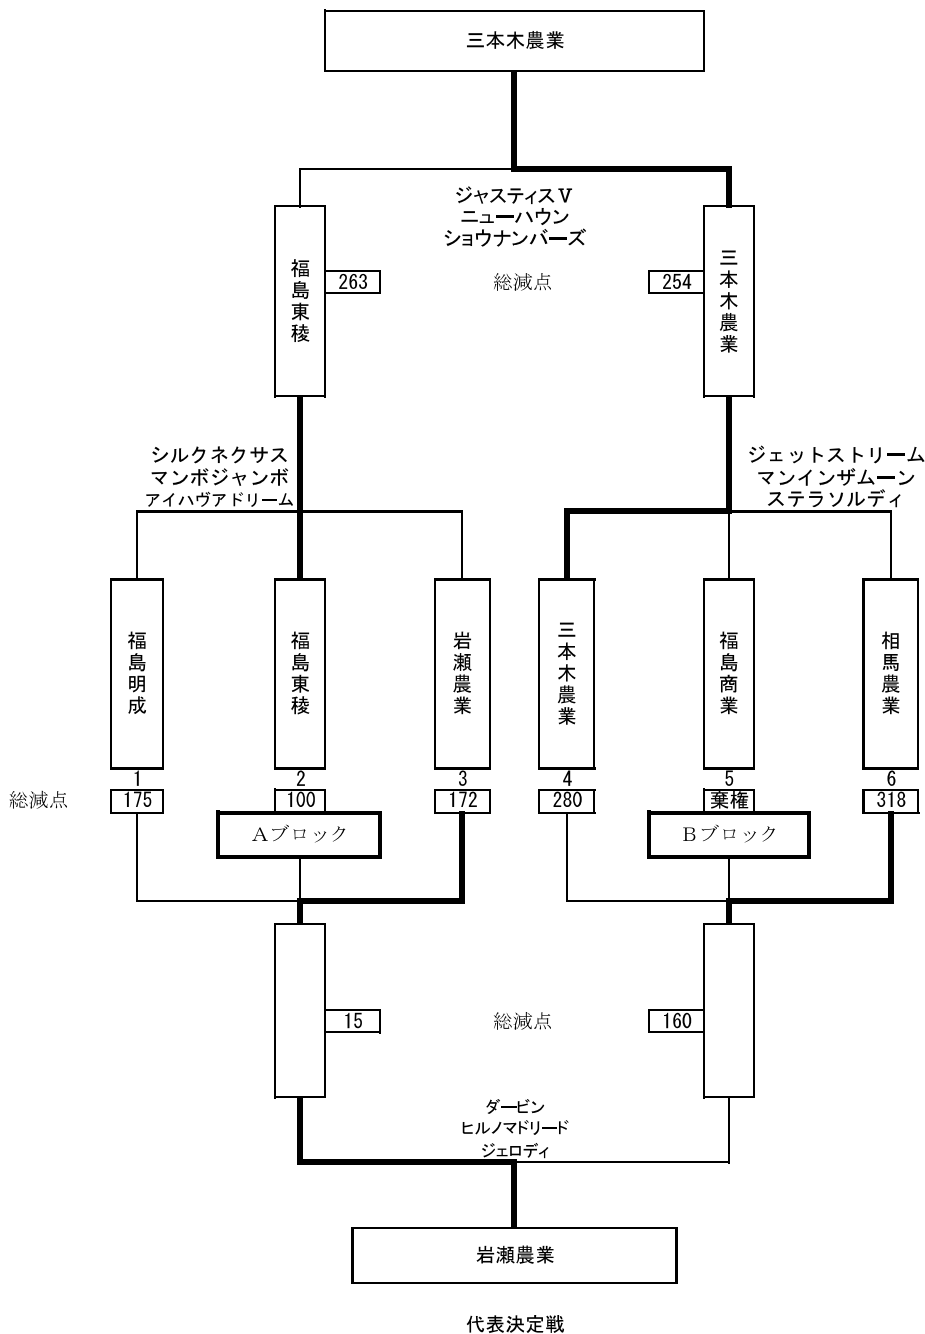 三本木農業
ジャスティスV
ニューハウン
ショウナンバーズ
福島東稜
263
総減点
254
三本木農業
シルクネクサス
マンボジャンボ
アイハヴアドリーム
ジェットストリーム
マンインザムーン
ステラソルディ
福島明成
福島東稜
岩瀬農業
三本木農業
福島商業
相馬農業
1
2
3
4
5
6
総減点
175
100
172
280
棄権
318
Aブロック
Bブロック
15
総減点
160
ダービン
ヒルノマドリード
ジェロディ
岩瀬農業
代表決定戦